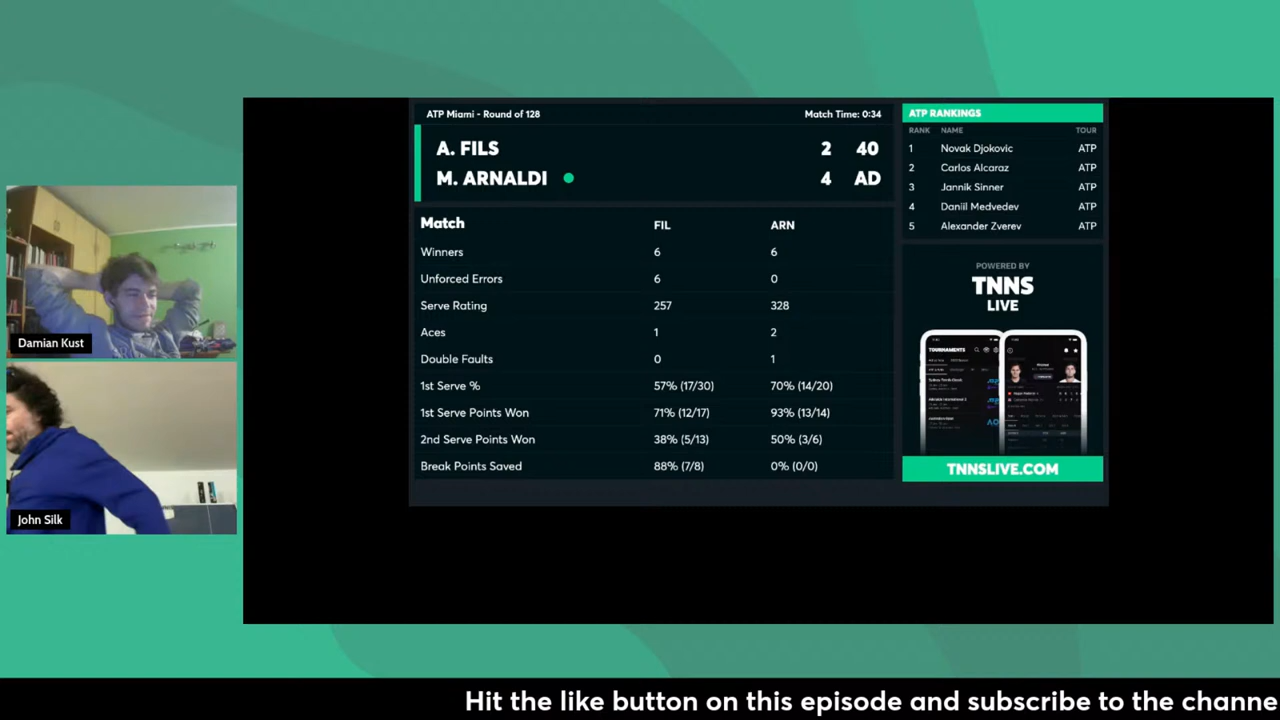 ATP Miami - Round of 128
Match Time: 0:34
A. FILS 2 40
M. ARNALDI 4 AD
Match FIL ARN
Winners 6 6
Unforced Errors 6 0
Serve Rating 257 328
Aces 1 2
Double Faults 0 1
1st Serve % 57% (17/30) 70% (14/20)
1st Serve Points Won 71% (12/17) 93% (13/14)
2nd Serve Points Won 38% (5/13) 50% (3/6)
Break Points Saved 88% (7/8) 0% (0/0)
ATP RANKINGS
RANK NAME TOUR
1 Novak Djokovic ATP
2 Carlos Alcaraz ATP
3 Jannik Sinner ATP
4 Daniil Medvedev ATP
5 Alexander Zverev ATP
POWERED BY
TNNS
LIVE
TOURNAMENTS
TNNSLIVE.COM
Damian Kust
John Silk
Hit the like button on this episode and subscribe to the channe